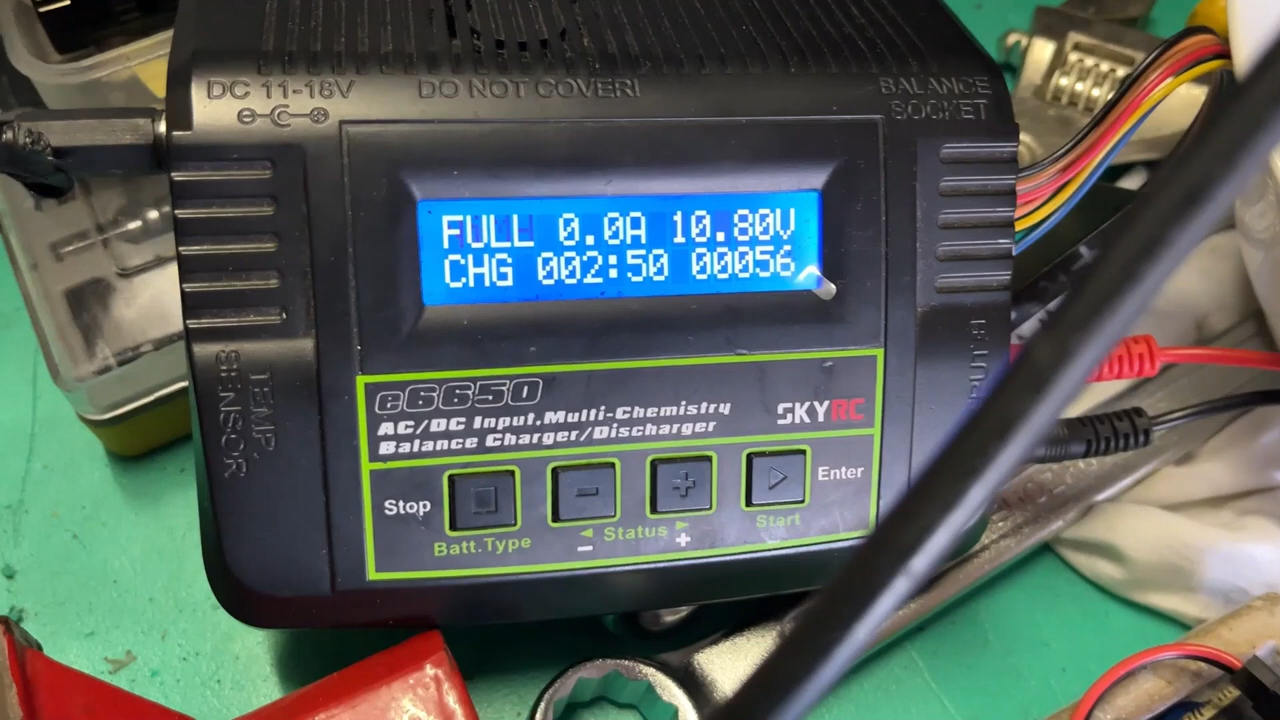 DC 11-18V
DO NOT COVER!
BALANCE
SOCKET
FULL 0.0A 10.80V
CHG 002:50 00056
TEMP.
SENSOR
e6650
AC/DC Input,Multi-Chemistry
Balance Charger/Discharger
SKYRC
Stop
Enter
Batt.Type
Status
Start